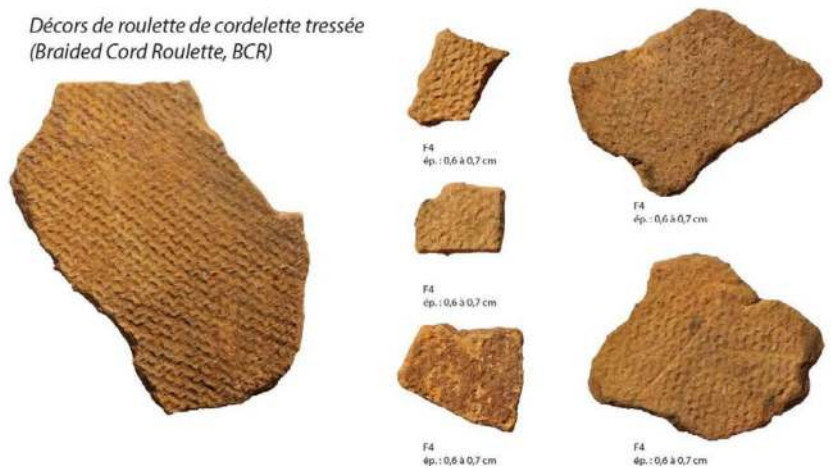 Décors de roulette de cordelette tressée
(Braided Cord Roulette, BCR)
F4
ép. : 0,6 à 0,7 cm
F4
ép. : 0,6 à 0,7 cm
F4
ép. : 0,6 à 0,7 cm
F4
ép. : 0,6 à 0,7 cm
F4
ép. : 0,6 à 0,7 cm